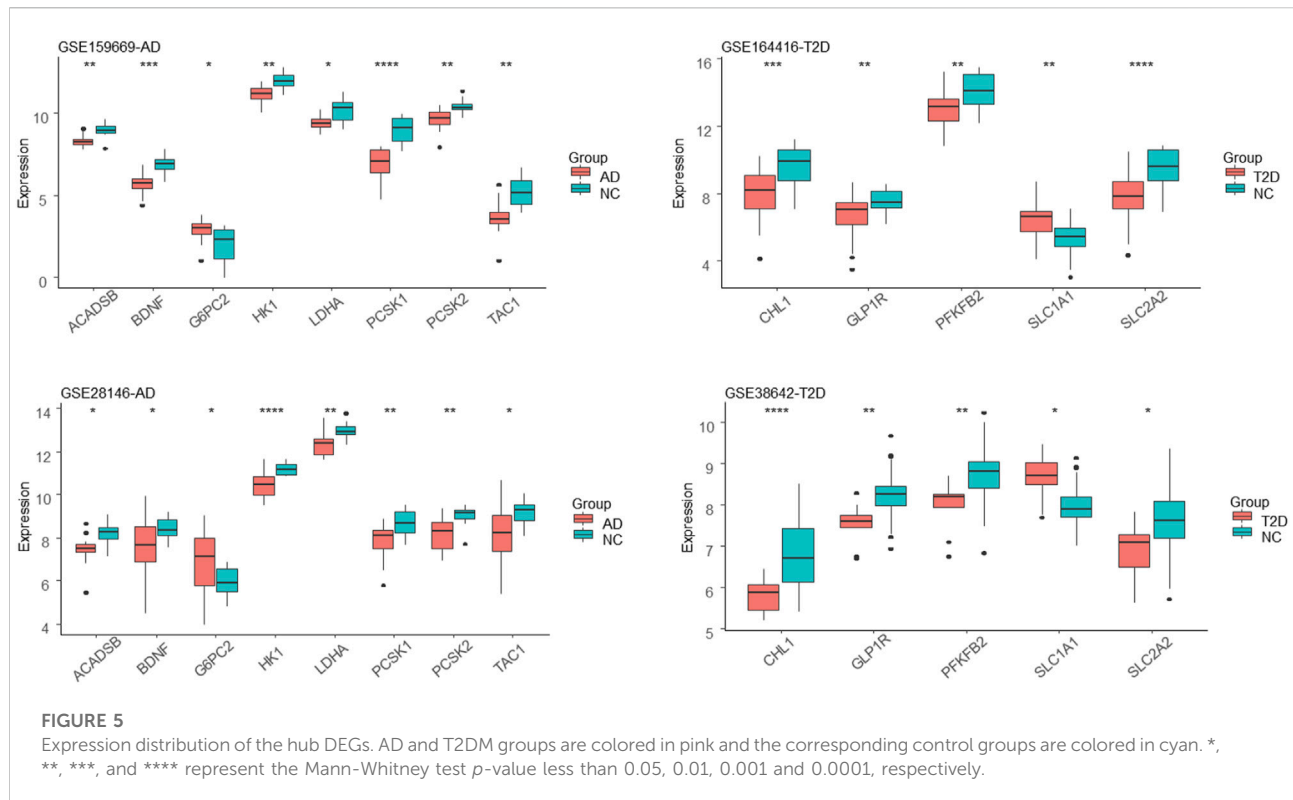 GSE159669-AD
** *** * ** * **** ** **
Expression
10
5
0
ACADSB BDNF G6PC2 HK1 LDHA PCSK1 PCSK2 TAC1
Group
AD
NC
GSE164416-T2D
*** ** ** ** ****
Expression
16
12
8
4
CHL1 GLP1R PFKFB2 SLC1A1 SLC2A2
Group
T2D
NC
GSE28146-AD
* * * **** ** ** ** *
Expression
14
12
10
8
6
4
ACADSB BDNF G6PC2 HK1 LDHA PCSK1 PCSK2 TAC1
Group
AD
NC
GSE38642-T2D
**** ** ** * *
Expression
10
9
8
7
6
5
CHL1 GLP1R PFKFB2 SLC1A1 SLC2A2
Group
T2D
NC
FIGURE 5
Expression distribution of the hub DEGs. AD and T2DM groups are colored in pink and the corresponding control groups are colored in cyan. *,
**, ***, and **** represent the Mann-Whitney test p-value less than 0.05, 0.01, 0.001 and 0.0001, respectively.